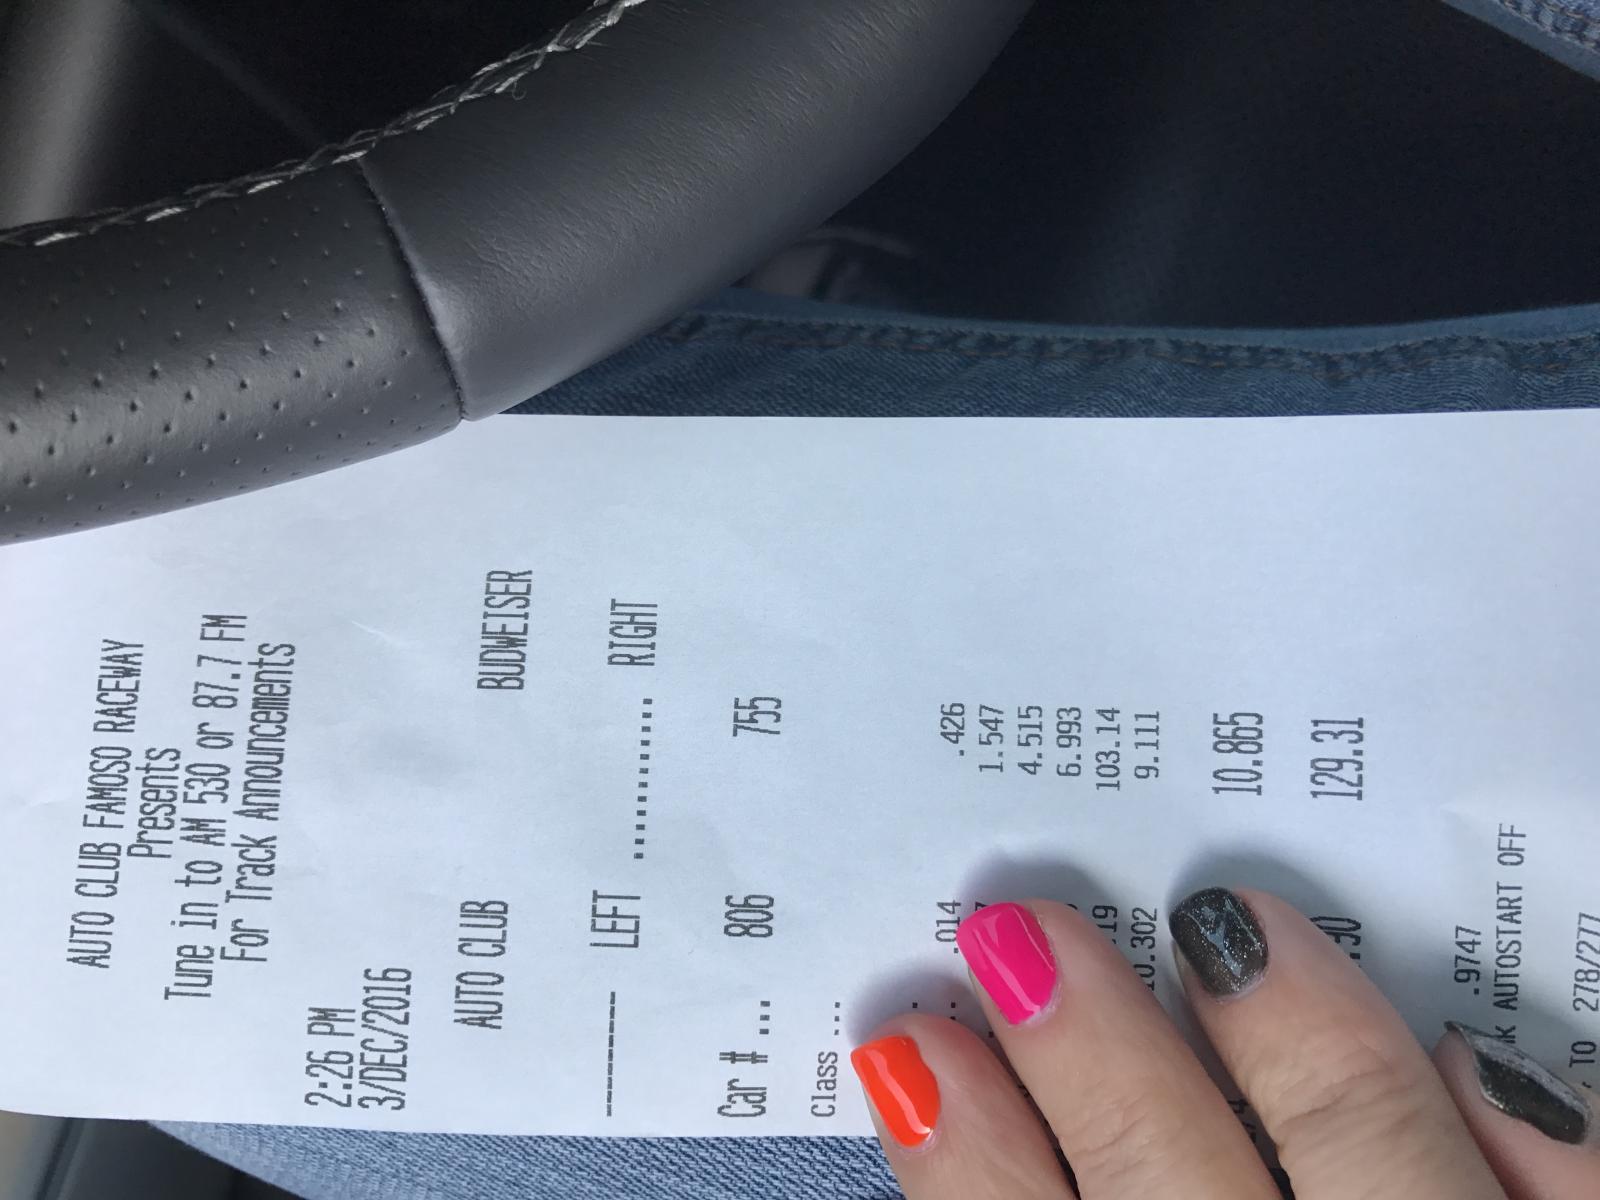 AUTO CLUB FAMOSO RACEWAY
Presents
Tune in to AM 530 or 87.7 FM
For Track Announcements
2:26 PM
3/DEC/2016
AUTO CLUB BUDWEISER
-------- LEFT ........... RIGHT
Car # ... 806 755
Class ...
.014 .426
1.547
4.515
6.993
103.14
10.302 9.111
10.865
129.31
.9747
AUTOSTART OFF
TO 278/277